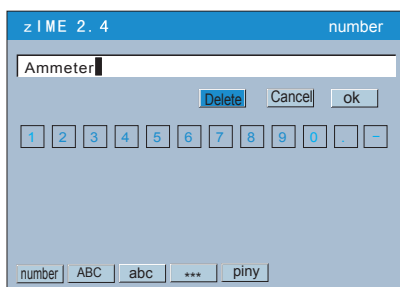 zIME 2.4 number
Ammeter
Delete Cancel ok
1 2 3 4 5 6 7 8 9 0 . -
number ABC abc *** piny